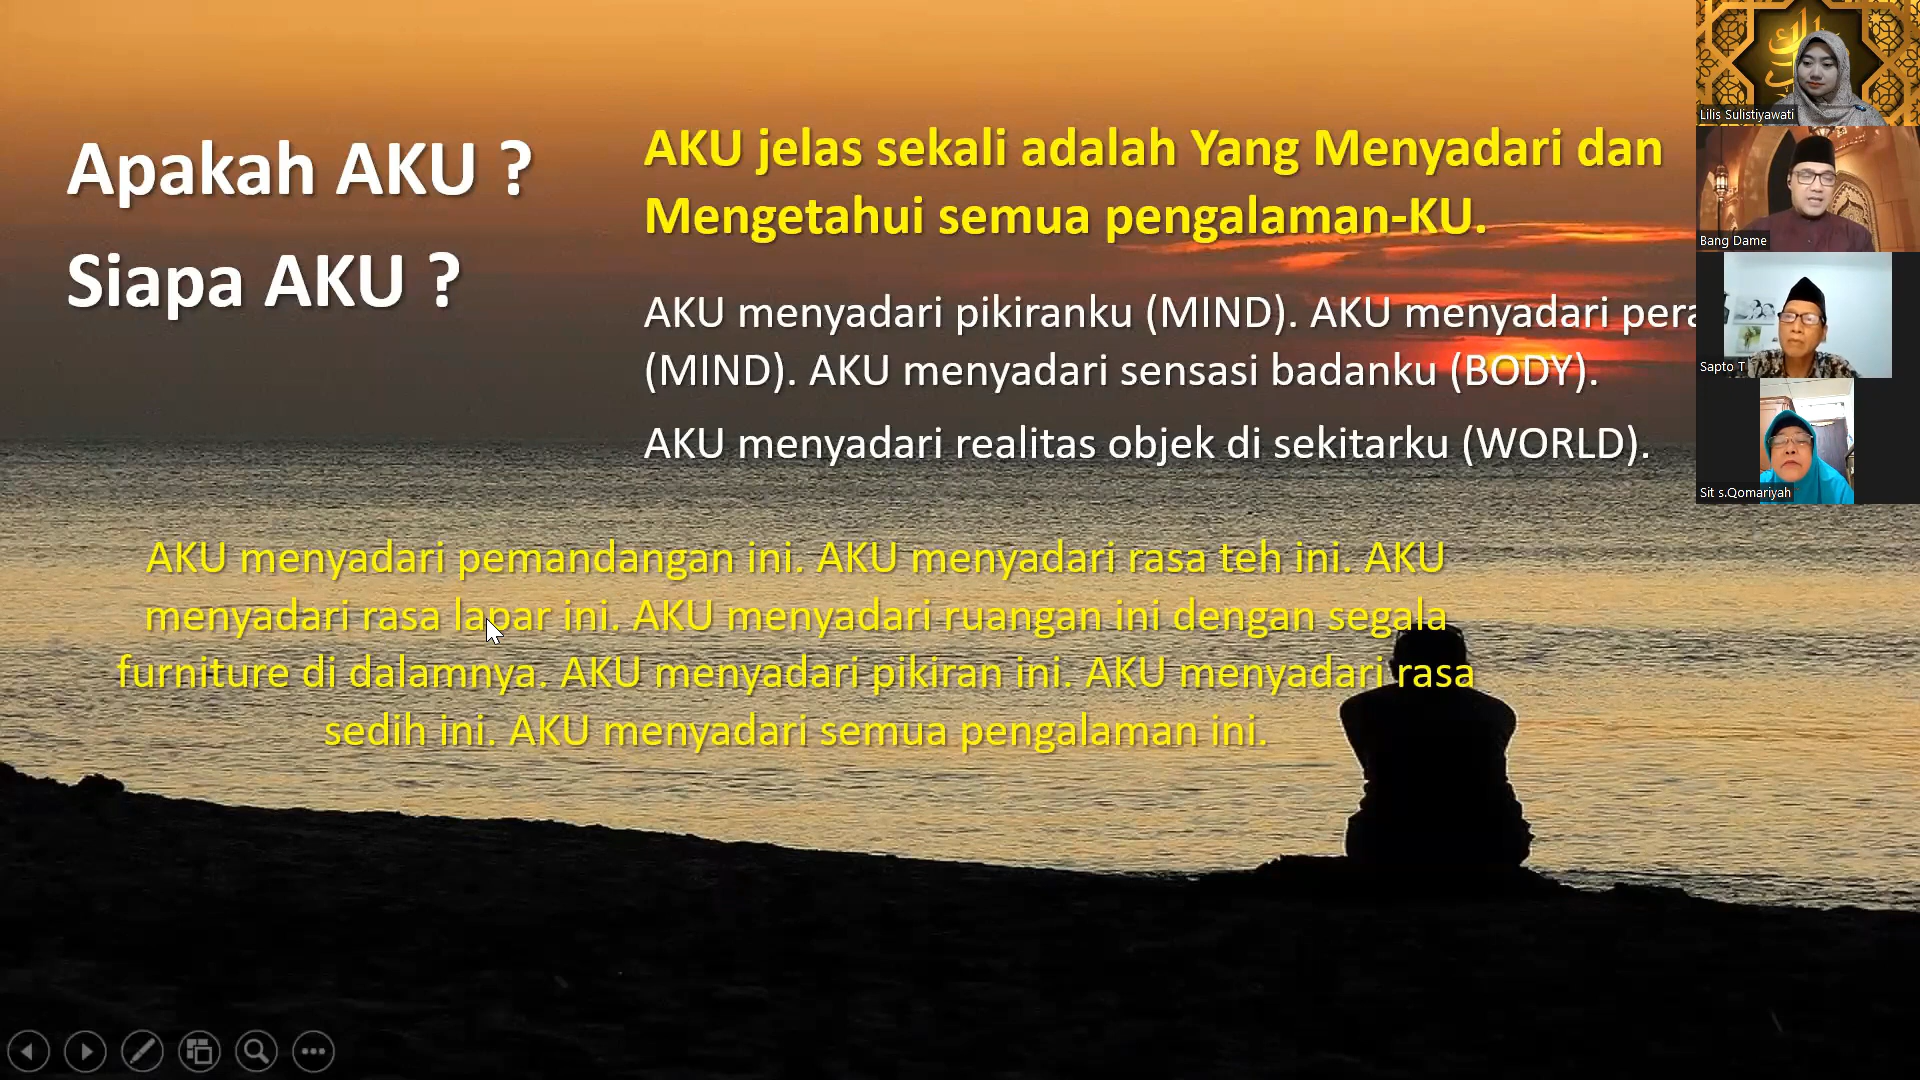 Apakah AKU ?
Siapa AKU ?
AKU jelas sekali adalah Yang Menyadari dan
Mengetahui semua pengalaman-KU.
AKU menyadari pikiranku (MIND). AKU menyadari
(MIND). AKU menyadari sensasi badanku (BODY).
AKU menyadari realitas objek di sekitarku (WORLD).
AKU menyadari pemandangan ini. AKU menyadari rasa teh ini. AKU
menyadari rasa lapar ini. AKU menyadari ruangan ini dengan segala
furniture di dalamnya. AKU menyadari pikiran ini. AKU menyadari rasa
sedih ini. AKU menyadari semua pengalaman ini.
Lilis Sulistiyawati
Bang Dame
Sapto T
Sit s.Qomariyah